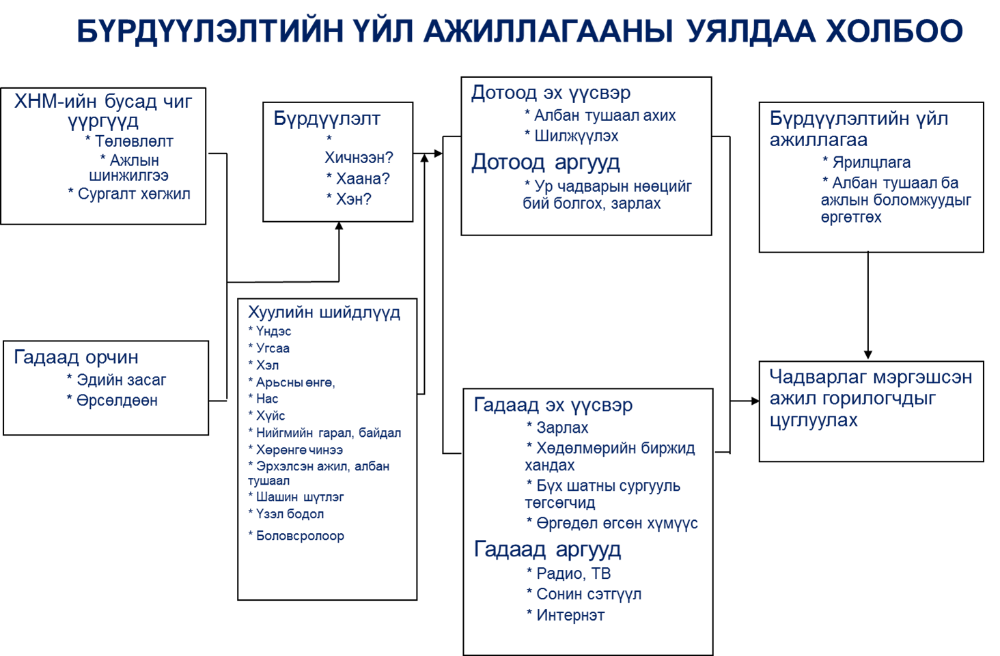 БҮРДҮҮЛЭЛТИЙН ҮЙЛ АЖИЛЛАГААНЫ УЯЛДАА ХОЛБОО
ХНМ-ийн бусад чиг
үүргүүд
* Төлөвлөлт
* Ажлын
шинжилгээ
* Сургалт хөгжил
Гадаад орчин
* Эдийн засаг
* Өрсөлдөөн
Бүрдүүлэлт
*
Хичнээн?
* Хаана?
* Хэн?
Хуулийн шийдлүүд
* Үндэс
* Угсаа
* Хэл
* Арьсны өнгө,
* Нас
* Хүйс
* Нийгмийн гарал, байдал
* Хөрөнгө чинээ
* Эрхэлсэн ажил, албан
тушаал
* Шашин шүтлэг
* Үзэл бодол
* Боловсролоор
Дотоод эх үүсвэр
* Албан тушаал ахих
* Шилжүүлэх
Дотоод аргууд
* Ур чадварын нөөцийг
бий болгох, зарлах
Гадаад эх үүсвэр
* Зарлах
* Хөдөлмөрийн биржид
хандах
* Бүх шатны сургууль
төгсөгчид
* Өргөдөл өгсөн хүмүүс
Гадаад аргууд
* Радио, ТВ
* Сонин сэтгүүл
* Интернэт
Бүрдүүлэлтийн үйл
ажиллагаа
* Ярилцлага
* Албан тушаал ба
ажлын боломжуудыг
өргөтгөх
Чадварлаг мэргэшсэн
ажил горилогчдыг
цуглуулах